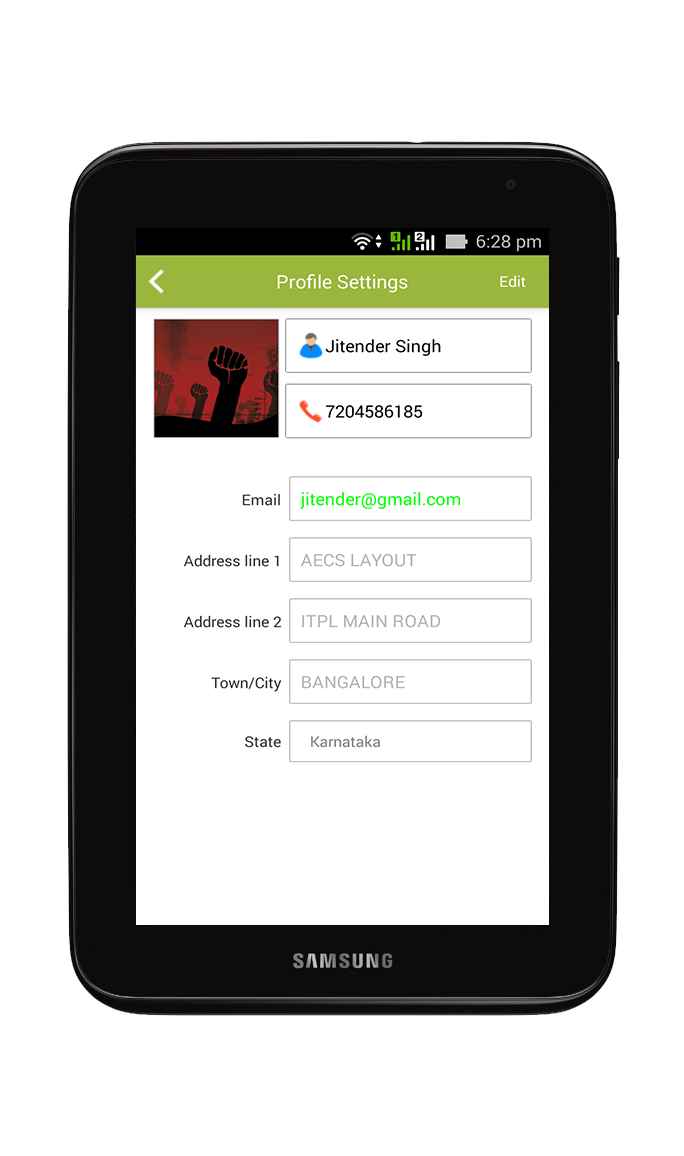 1 2 6:28 pm
Profile Settings Edit
Jitender Singh
7204586185
Email jitender@gmail.com
Address line 1 AECS LAYOUT
Address line 2 ITPL MAIN ROAD
Town/City BANGALORE
State Karnataka
SAMSUNG